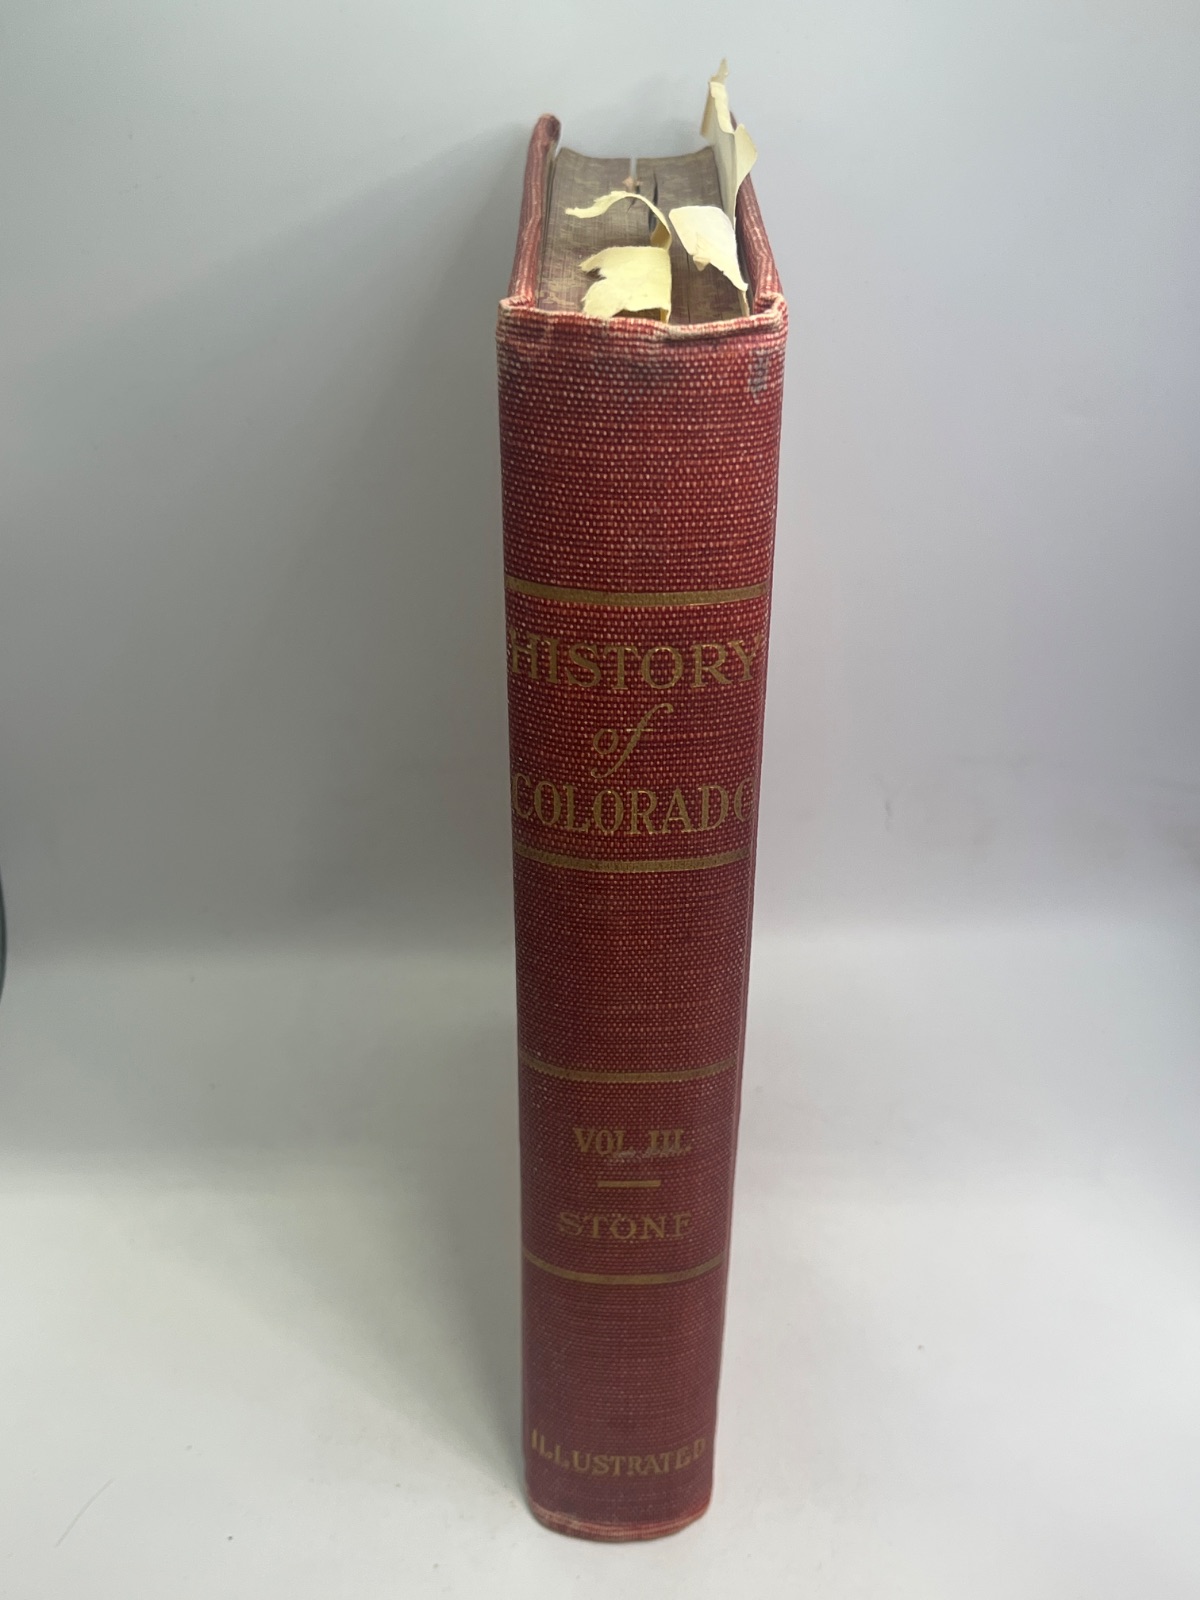 HISTORY
of
COLORADO
VOL. III.
STONE
ILLUSTRATED